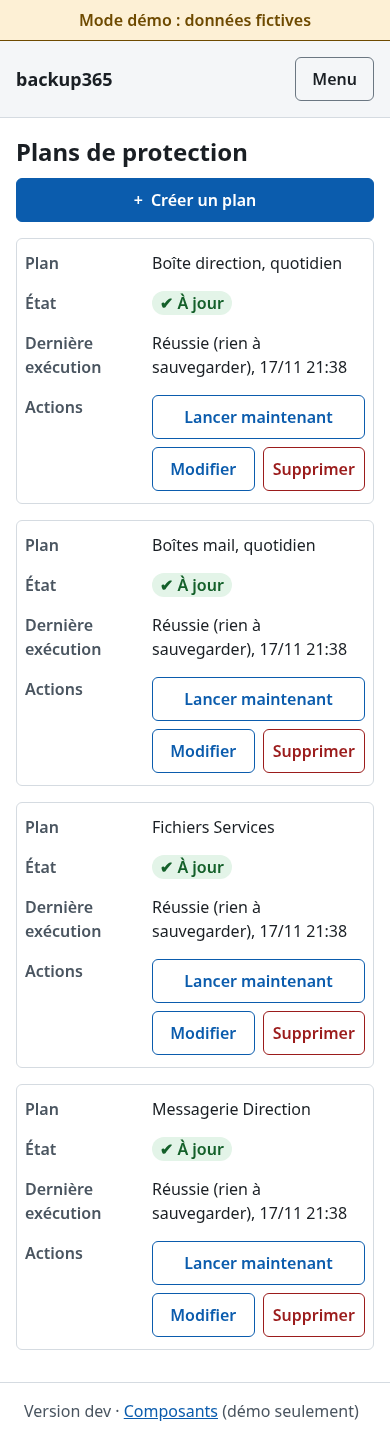 Mode démo : données fictives
backup365
Menu
Plans de protection
+ Créer un plan
Plan
Boîte direction, quotidien
État
✔ À jour
Dernière exécution
Réussie (rien à sauvegarder), 17/11 21:38
Actions
Lancer maintenant
Modifier
Supprimer
Plan
Boîtes mail, quotidien
État
✔ À jour
Dernière exécution
Réussie (rien à sauvegarder), 17/11 21:38
Actions
Lancer maintenant
Modifier
Supprimer
Plan
Fichiers Services
État
✔ À jour
Dernière exécution
Réussie (rien à sauvegarder), 17/11 21:38
Actions
Lancer maintenant
Modifier
Supprimer
Plan
Messagerie Direction
État
✔ À jour
Dernière exécution
Réussie (rien à sauvegarder), 17/11 21:38
Actions
Lancer maintenant
Modifier
Supprimer
Version dev · Composants (démo seulement)